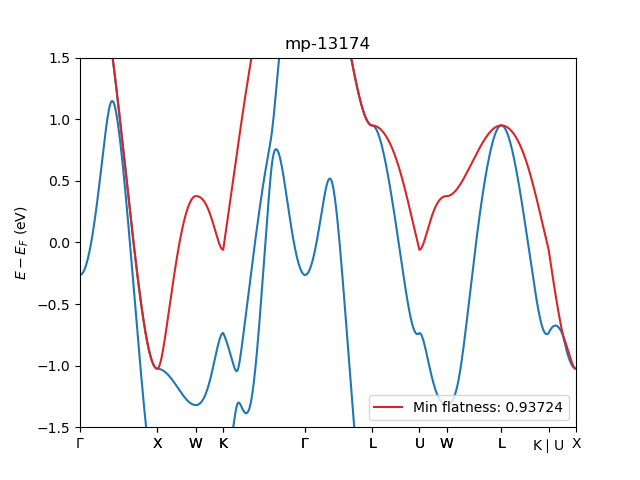 mp-13174
1.5
1.0
0.5
0.0
−0.5
−1.0
−1.5
E − E_F (eV)
Min flatness: 0.93724
Γ X W K Γ L U W L K | U X